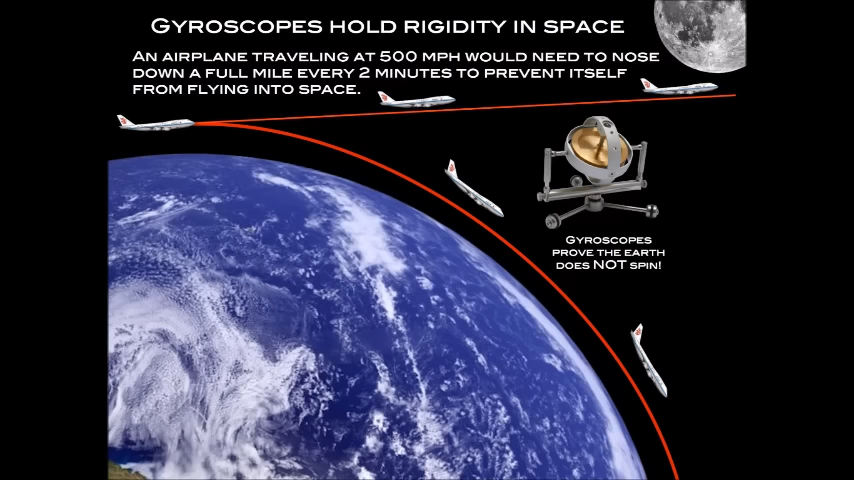 Gyroscopes hold rigidity in space
An airplane traveling at 500 mph would need to nose
down a full mile every 2 minutes to prevent itself
from flying into space.
Gyroscopes
prove the earth
does NOT spin!